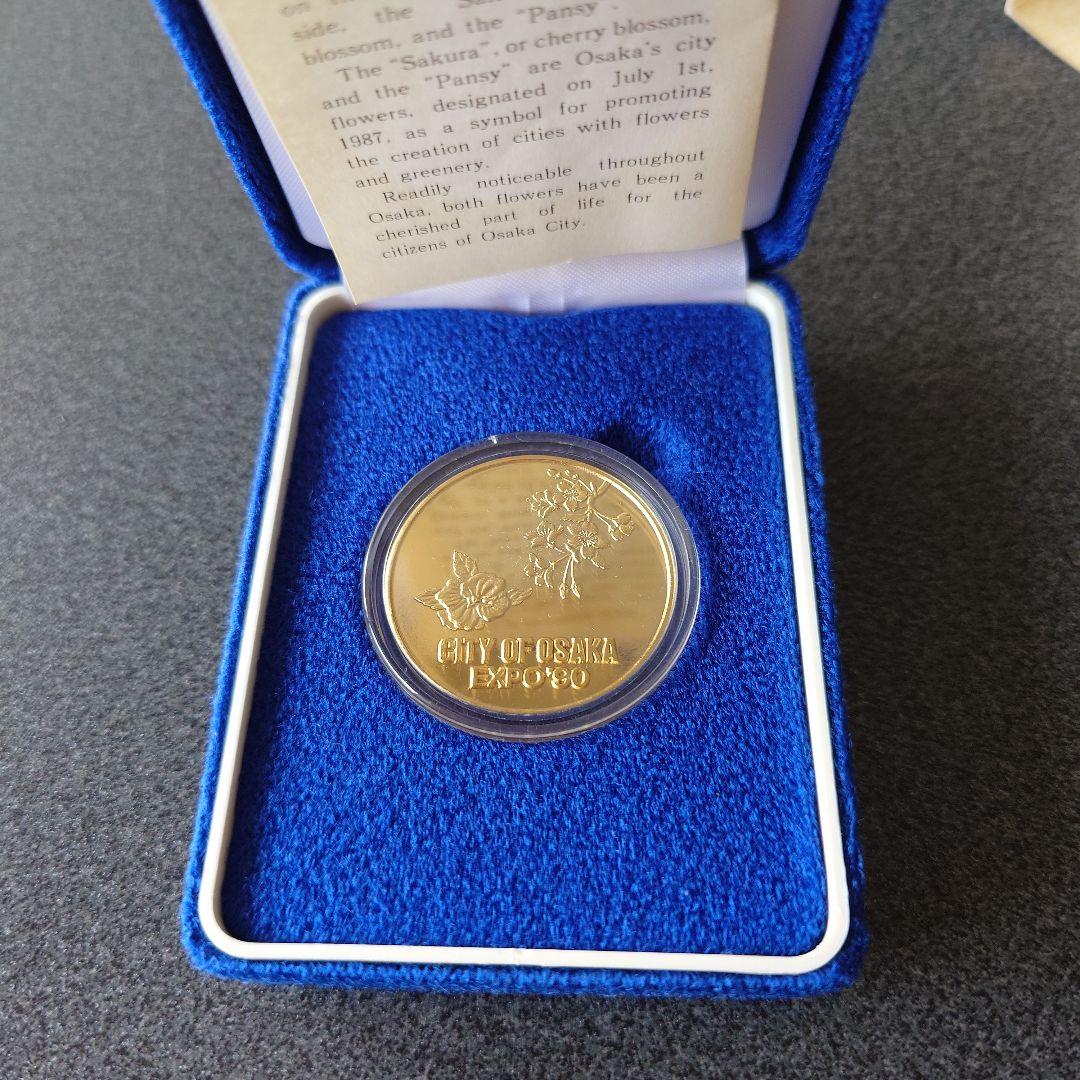 on
side, the
blossom, and the "Pansy".
The "Sakura", or cherry blossom,
and the "Pansy" are Osaka's city
flowers, designated on July 1st,
1987, as a symbol for promoting
the creation of cities with flowers
and greenery.
Readily noticeable throughout
Osaka, both flowers have been a
cherished part of life for the
citizens of Osaka City.
CITY OF OSAKA
EXPO'90